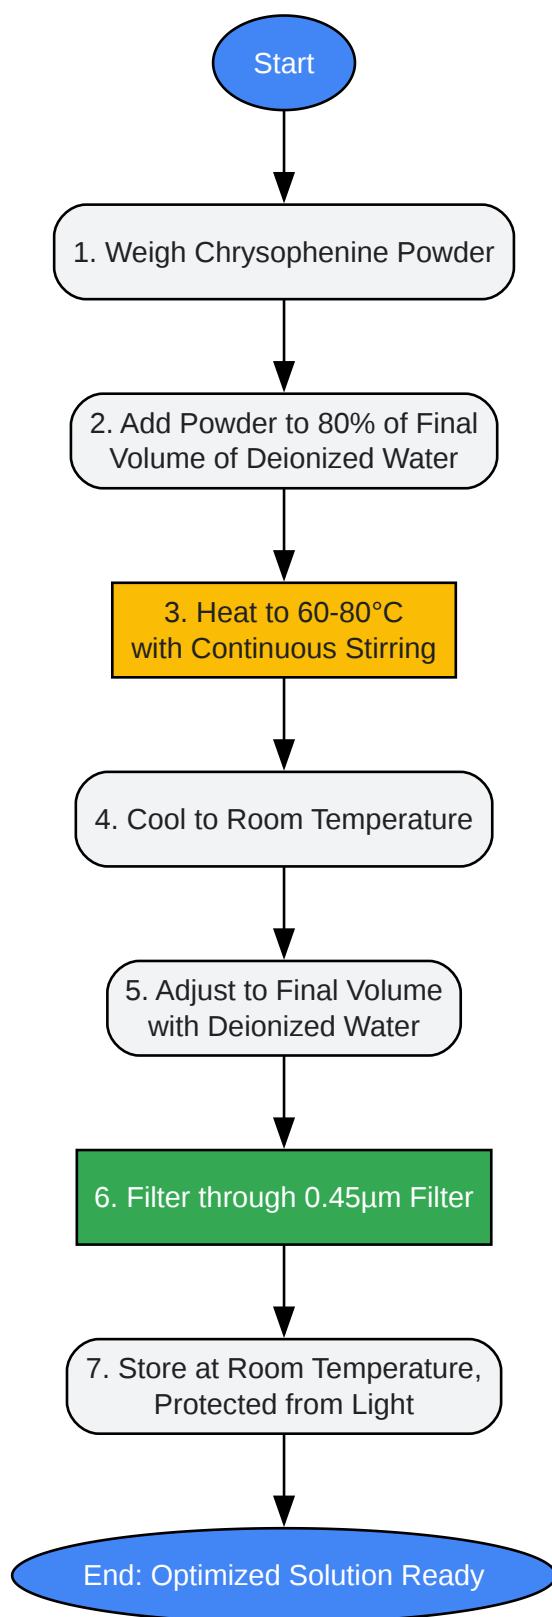 Start
1. Weigh Chrysophenine Powder
2. Add Powder to 80% of Final
Volume of Deionized Water
3. Heat to 60-80°C
with Continuous Stirring
4. Cool to Room Temperature
5. Adjust to Final Volume
with Deionized Water
6. Filter through 0.45µm Filter
7. Store at Room Temperature,
Protected from Light
End: Optimized Solution Ready